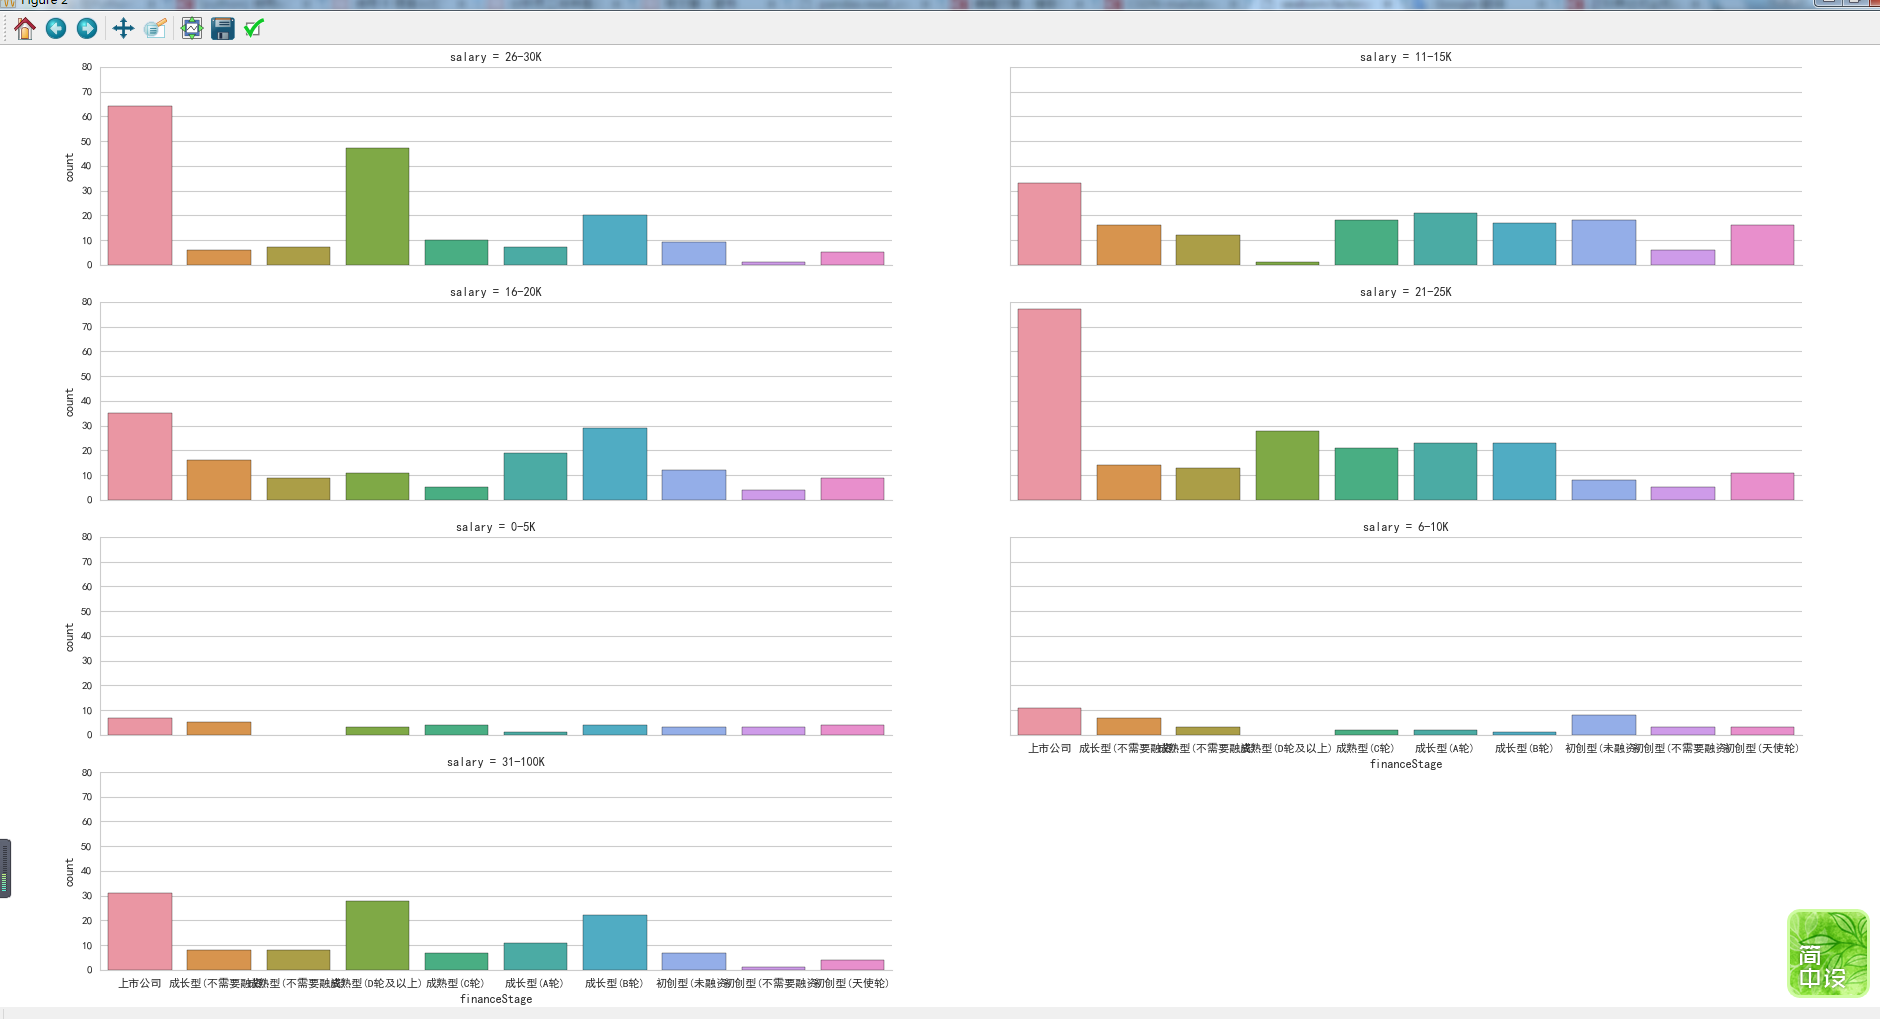 Figure 2
salary = 26-30K
salary = 11-15K
80
70
60
50
40
30
20
10
0
count
salary = 16-20K
salary = 21-25K
80
70
60
50
40
30
20
10
0
count
salary = 0-5K
salary = 6-10K
80
70
60
50
40
30
20
10
0
count
上市公司 成长型(不需要融 成熟型(不需要融 成熟型(D轮及以上) 成熟型(C轮) 成长型(A轮) 成长型(B轮) 初创型(未融资 初创型(不需要融资 初创型(天使轮)
financeStage
salary = 31-100K
80
70
60
50
40
30
20
10
0
count
上市公司 成长型(不需要融 成熟型(不需要融 成熟型(D轮及以上) 成熟型(C轮) 成长型(A轮) 成长型(B轮) 初创型(未融资 初创型(不需要融资 初创型(天使轮)
financeStage
简
中设